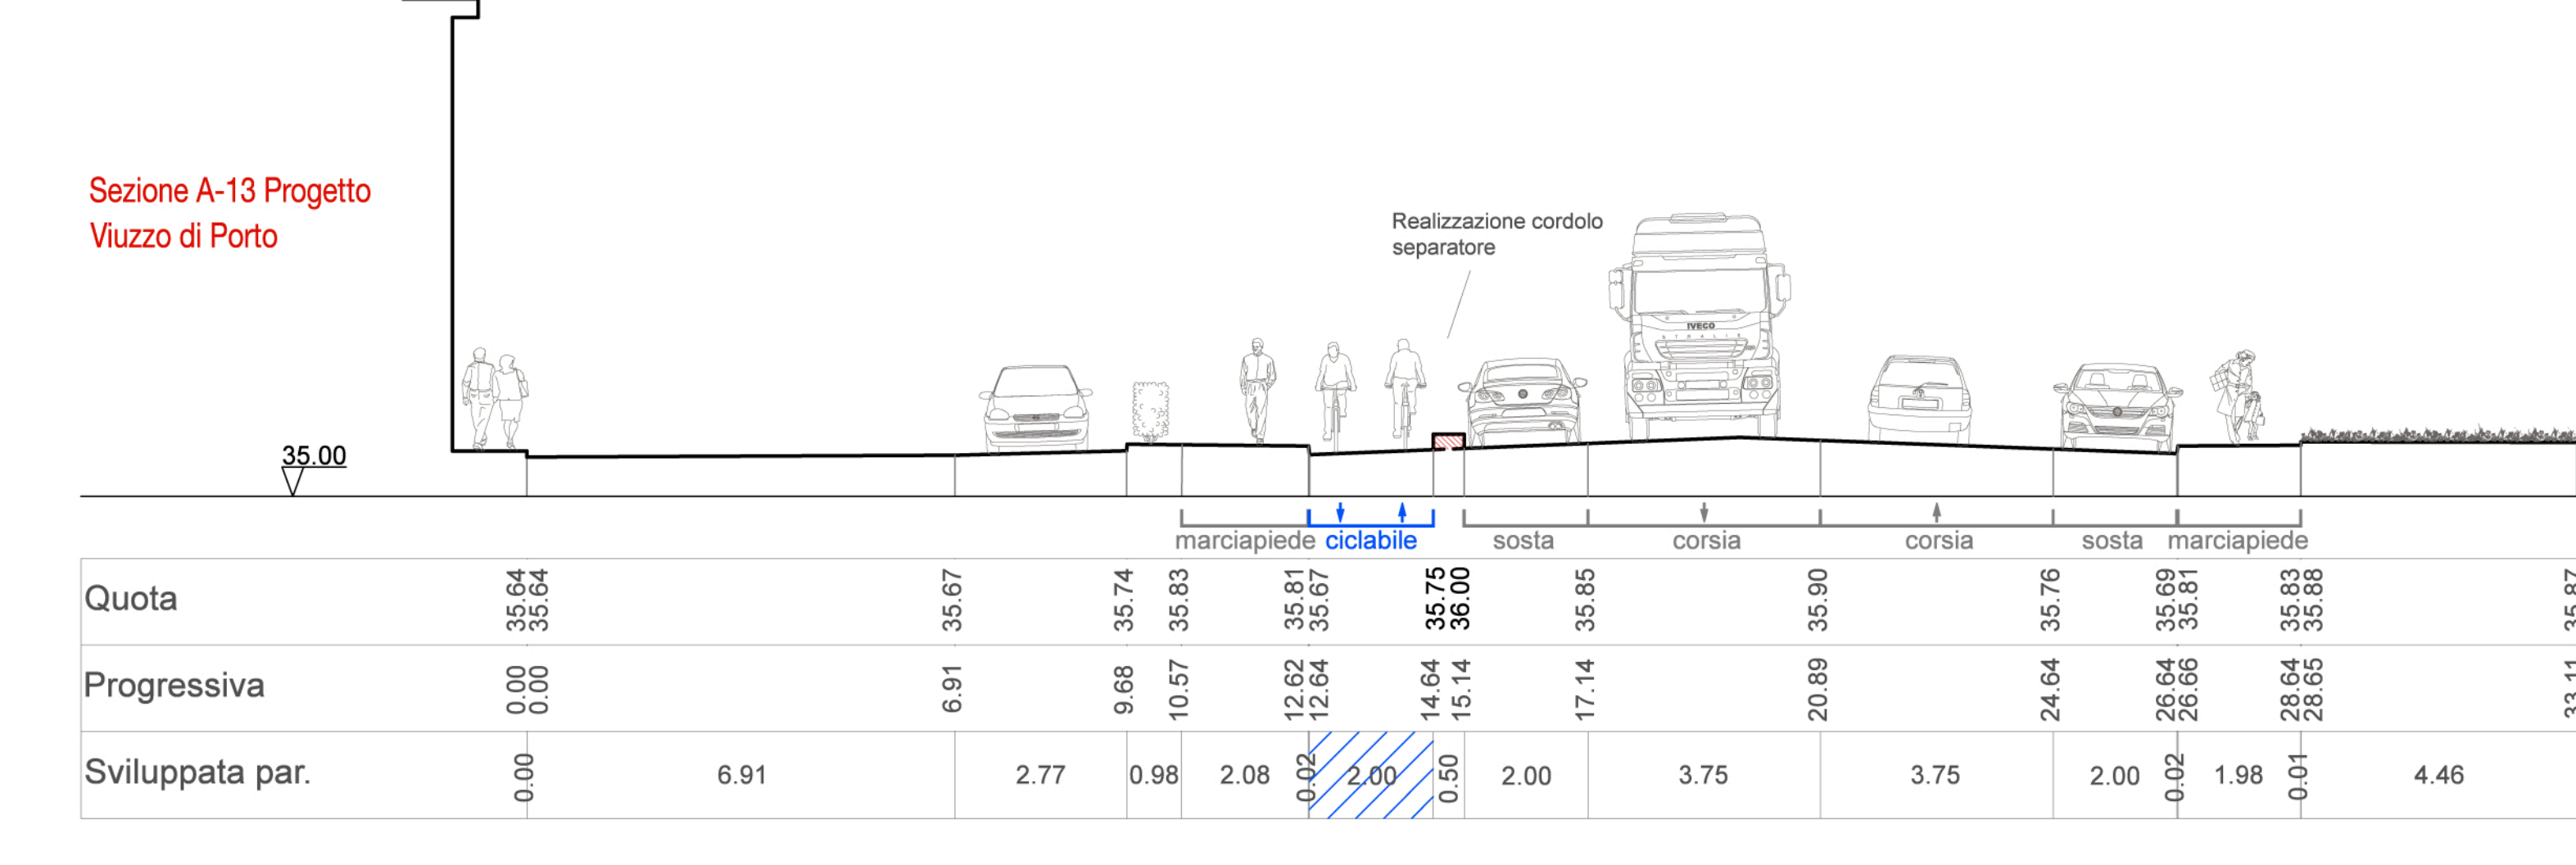 Sezione A-13 Progetto
Viuzzo di Porto
Realizzazione cordolo
separatore
IVECO
STRALIS
35.00
marciapiede ciclabile sosta corsia corsia sosta marciapiede
Quota 35.64 35.64 35.67 35.74 35.83 35.81 35.67 35.75 36.00 35.85 35.90 35.76 35.69 35.81 35.83 35.88 35.87
Progressiva 0.00 0.00 6.91 9.68 10.57 12.62 12.64 14.64 15.14 17.14 20.89 24.64 26.64 26.66 28.64 28.65 33.11
Sviluppata par. 0.00 6.91 2.77 0.98 2.08 0.02 2.00 0.50 2.00 3.75 3.75 2.00 0.02 1.98 0.01 4.46